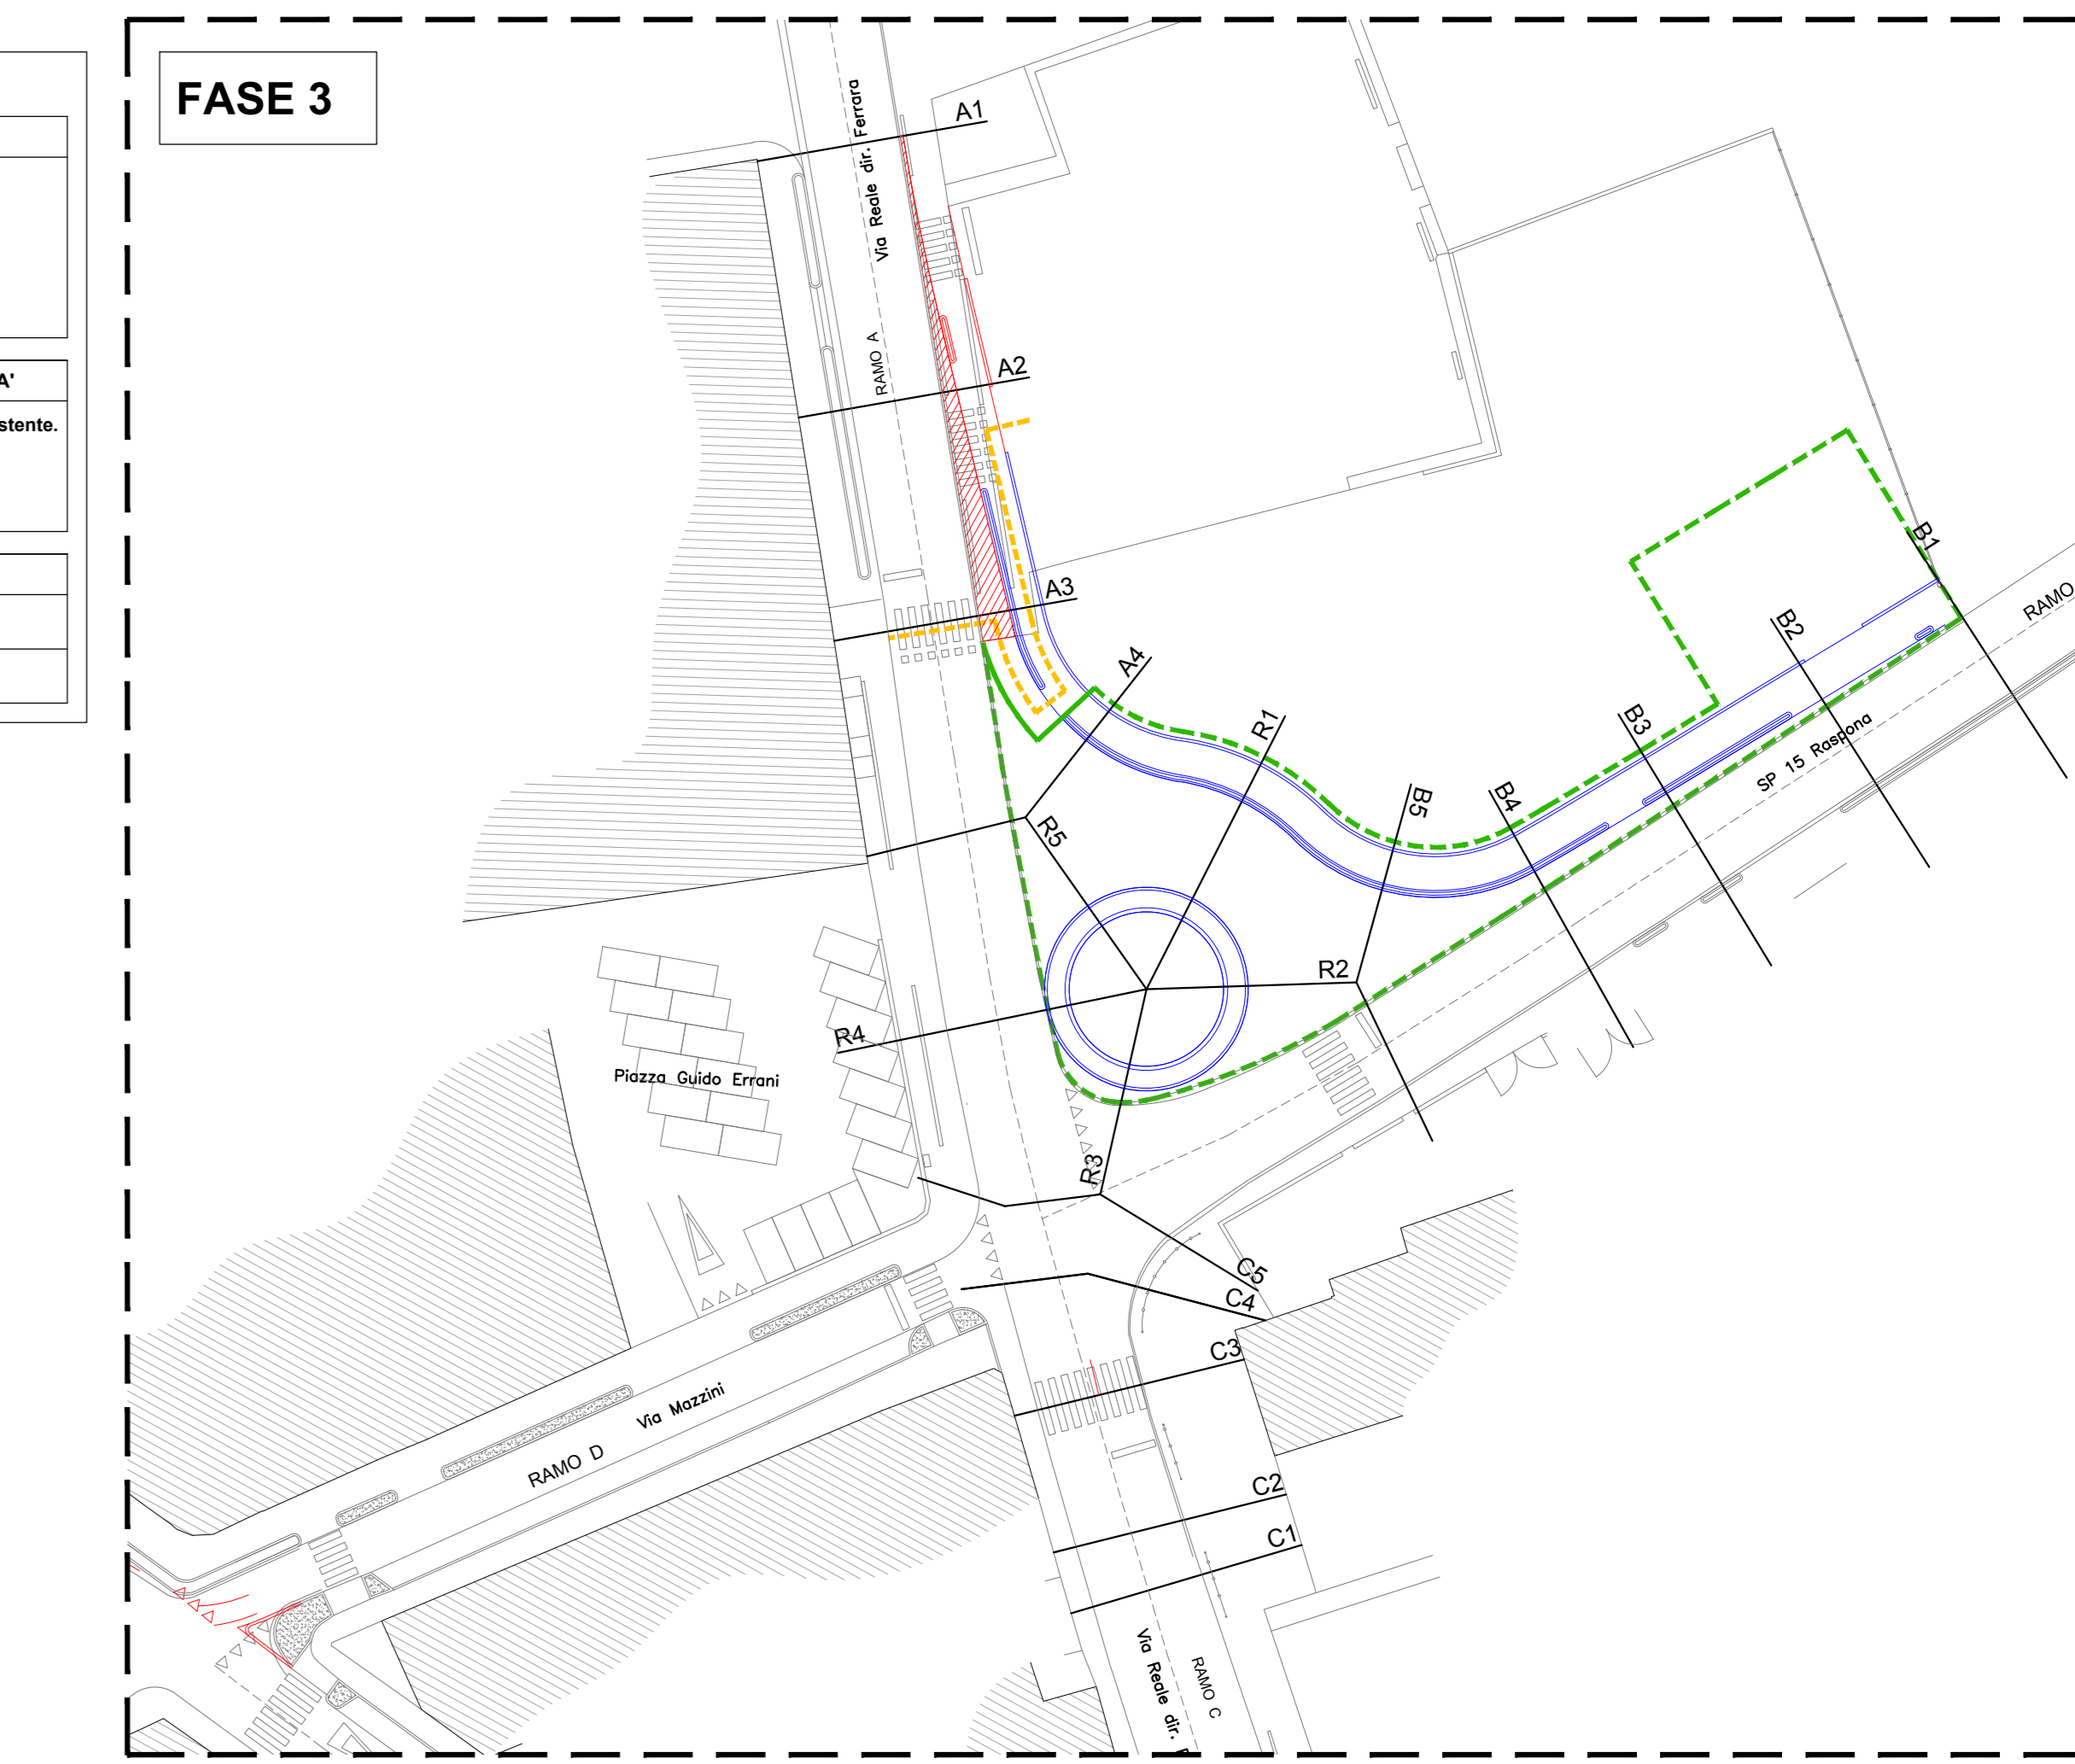 FASE 3
A'
stente.
A1
Via Reale dir. Ferrara
RAMO A
A2
A3
A4
R1
R5
B5
B4
B3
B2
B1
RAMO
SP 15 Raspona
R2
R4
Piazza Guido Errani
R3
C5
C4
C3
C2
C1
Via Mazzini
RAMO D
Via Reale dir.
RAMO C